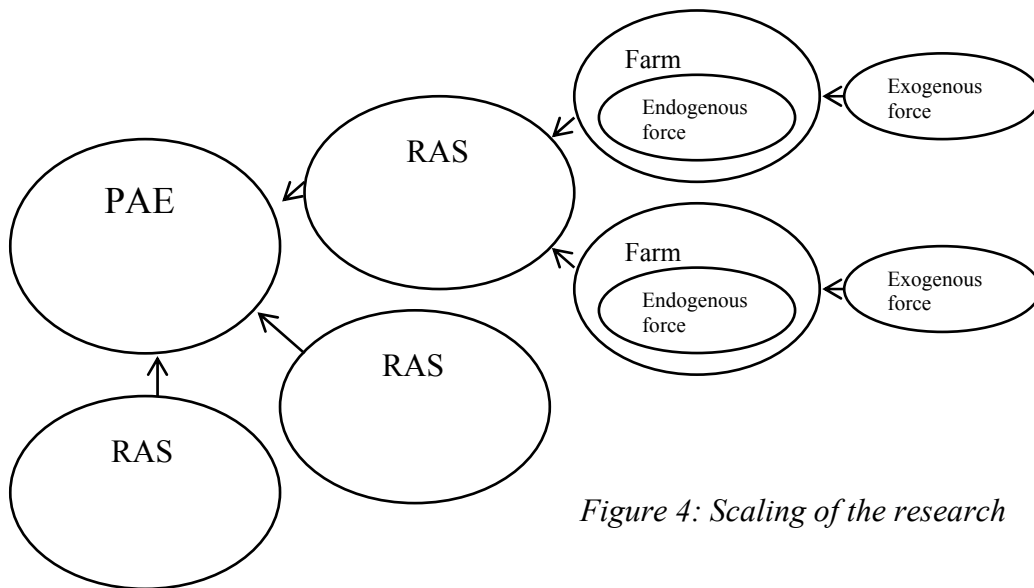 Farm
Endogenous
force
Exogenous
force
RAS
PAE
Farm
Endogenous
force
Exogenous
force
RAS
RAS
Figure 4: Scaling of the research